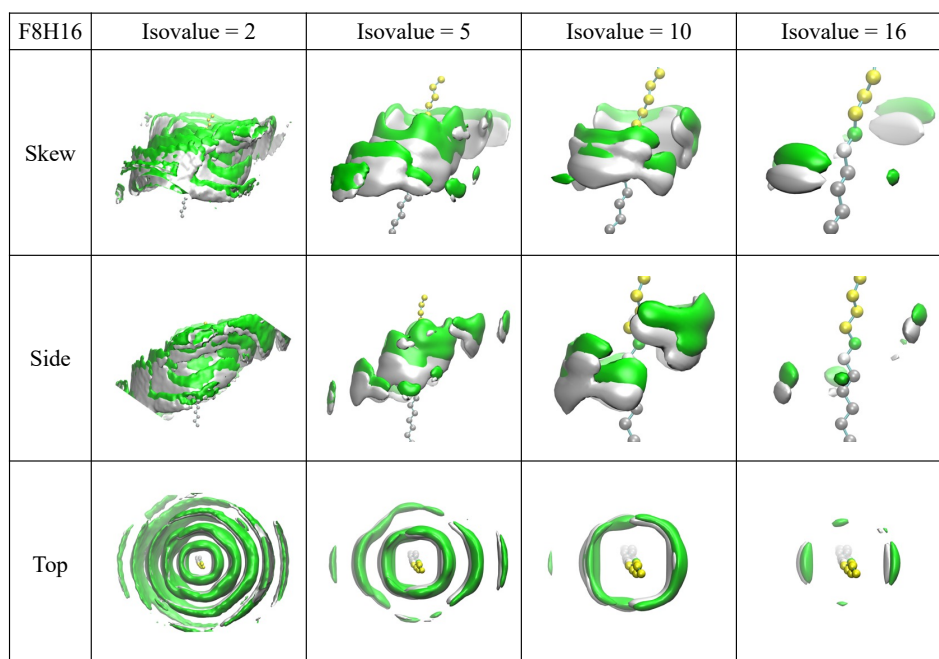 F8H16 Isovalue = 2 Isovalue = 5 Isovalue = 10 Isovalue = 16
Skew
Side
Top